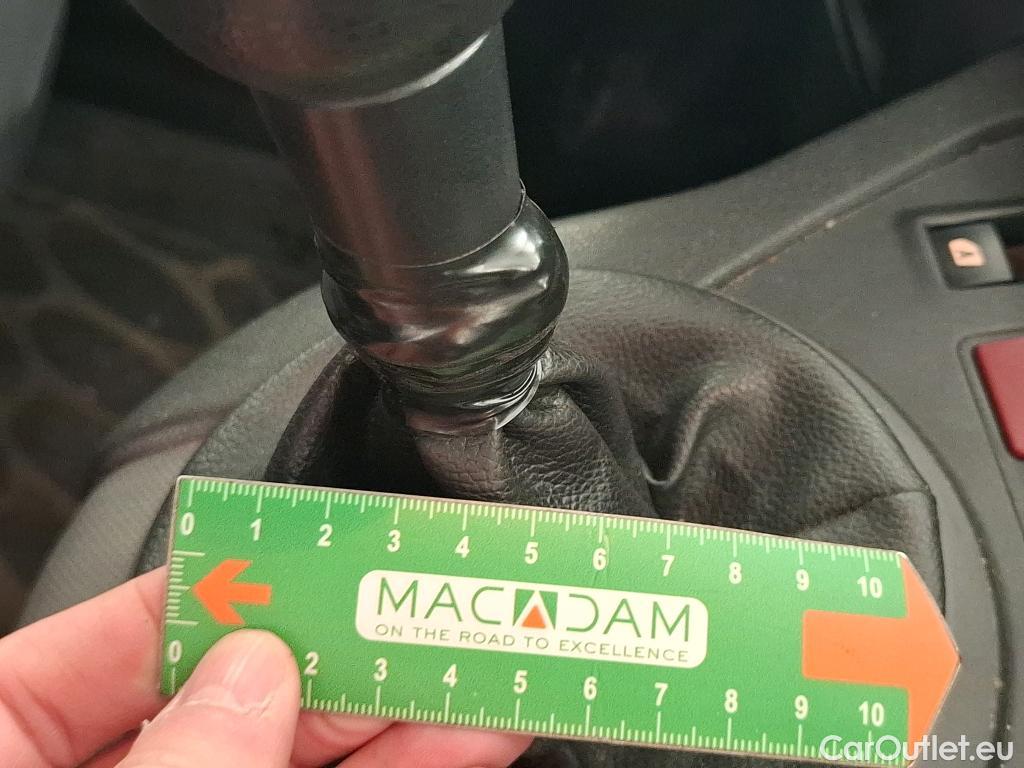 0 1 2 3 4 5 6 7 8 9 10
MACADAM
ON THE ROAD TO EXCELLENCE
0 2 3 4 5 6 7 8 9 10
CarOutlet.eu